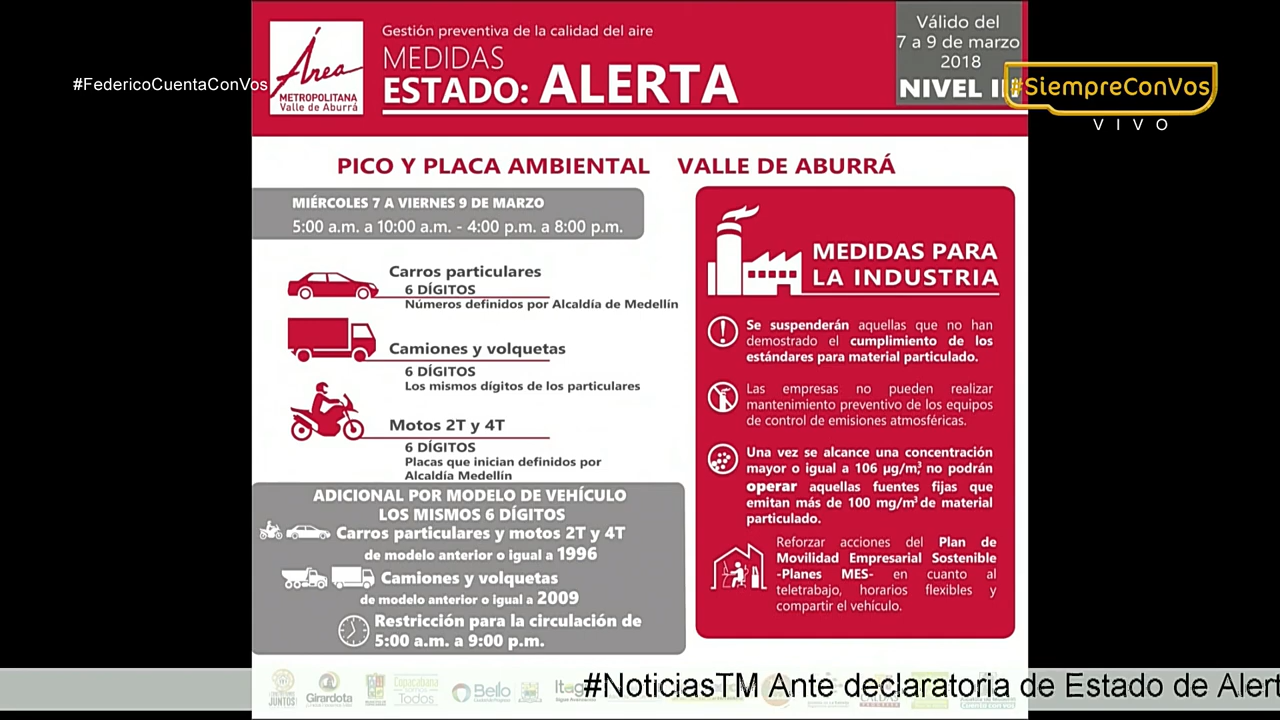 #FedericoCuentaConVos
Área
METROPOLITANA
Valle de Aburrá
Gestión preventiva de la calidad del aire
MEDIDAS
ESTADO: ALERTA
Válido del
7 a 9 de marzo
2018
NIVEL
#SiempreConVos
VIVO
PICO Y PLACA AMBIENTAL VALLE DE ABURRÁ
MIÉRCOLES 7 A VIERNES 9 DE MARZO
5:00 a.m. a 10:00 a.m. - 4:00 p.m. a 8:00 p.m.
Carros particulares
6 DÍGITOS
Números definidos por Alcaldía de Medellín
Camiones y volquetas
6 DÍGITOS
Los mismos dígitos de los particulares
Motos 2T y 4T
6 DÍGITOS
Placas que inician definidos por
Alcaldía Medellín
ADICIONAL POR MODELO DE VEHÍCULO
LOS MISMOS 6 DÍGITOS
Carros particulares y motos 2T y 4T
de modelo anterior o igual a 1996
Camiones y volquetas
de modelo anterior o igual a 2009
Restricción para la circulación de
5:00 a.m. a 9:00 p.m.
MEDIDAS PARA
LA INDUSTRIA
Se suspenderán aquellas que no han
demostrado el cumplimiento de los
estándares para material particulado.
Las empresas no pueden realizar
mantenimiento preventivo de los equipos
de control de emisiones atmosféricas.
Una vez se alcance una concentración
mayor o igual a 106 µg/m³, no podrán
operar aquellas fuentes fijas que
emitan más de 100 mg/m³ de material
particulado.
Reforzar acciones del Plan de
Movilidad Empresarial Sostenible
-Planes MES- en cuanto al
teletrabajo, horarios flexibles y
compartir el vehículo.
Girardota
Copacabana
Todos
Bello
#NoticiasTM Ante declaratoria de Estado de Alert